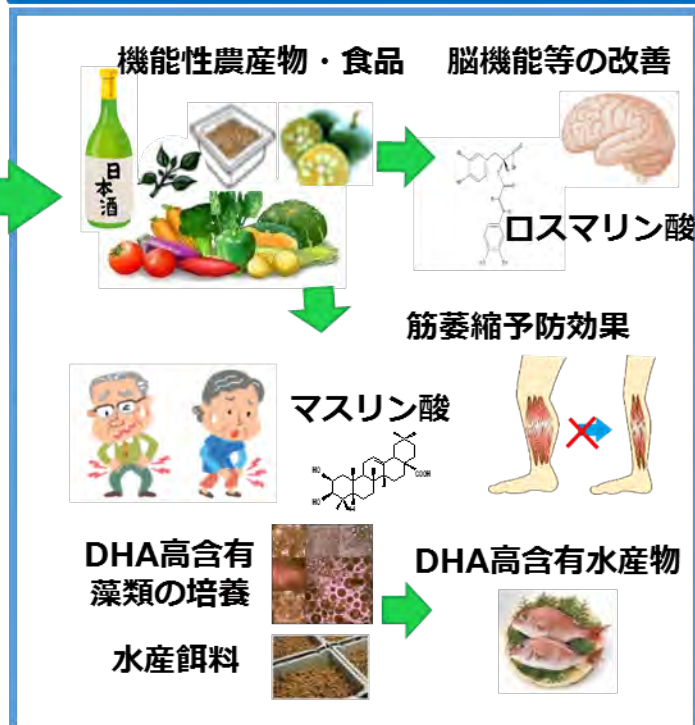 機能性農産物・食品
脳機能等の改善
日本酒
ロスマリン酸
筋萎縮予防効果
マスリン酸
HO
HO
COOH
H
DHA高含有
藻類の培養
DHA高含有水産物
水産餌料